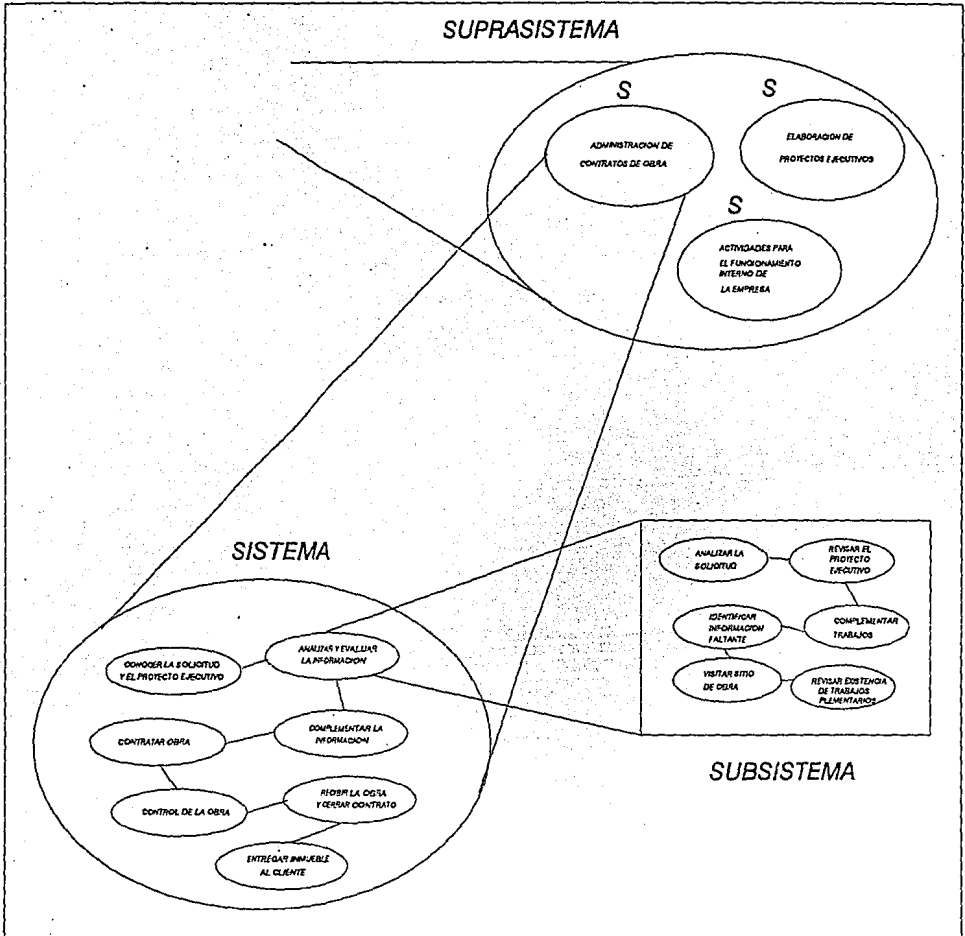 SUPRASISTEMA
S
S
ADMINISTRACION DE
CONTRATOS DE OBRA
ELABORACION DE
PROYECTOS EJECUTIVOS
S
ACTIVIDADES PARA
EL FUNCIONAMIENTO
INTERNO DE
LA EMPRESA
SISTEMA
CONOCER LA SOLICITUD
Y EL PROYECTO EJECUTIVO
ANALIZAR Y EVALUAR
LA INFORMACION
COMPLEMENTAR LA
INFORMACION
CONTRATAR OBRA
CONTROL DE LA OBRA
RECIBIR LA OBRA
Y CERRAR CONTRATO
ENTREGAR INMUEBLE
AL CLIENTE
ANALIZAR LA
SOLICITUD
REVISAR EL
PROYECTO
EJECUTIVO
COMPLEMENTAR
TRABAJOS
IDENTIFICAR
INFORMACION
FALTANTE
VISITAR SITIO
DE OBRA
REVISAR EXISTENCIA
DE TRABAJOS
PLEMENTARIOS
SUBSISTEMA